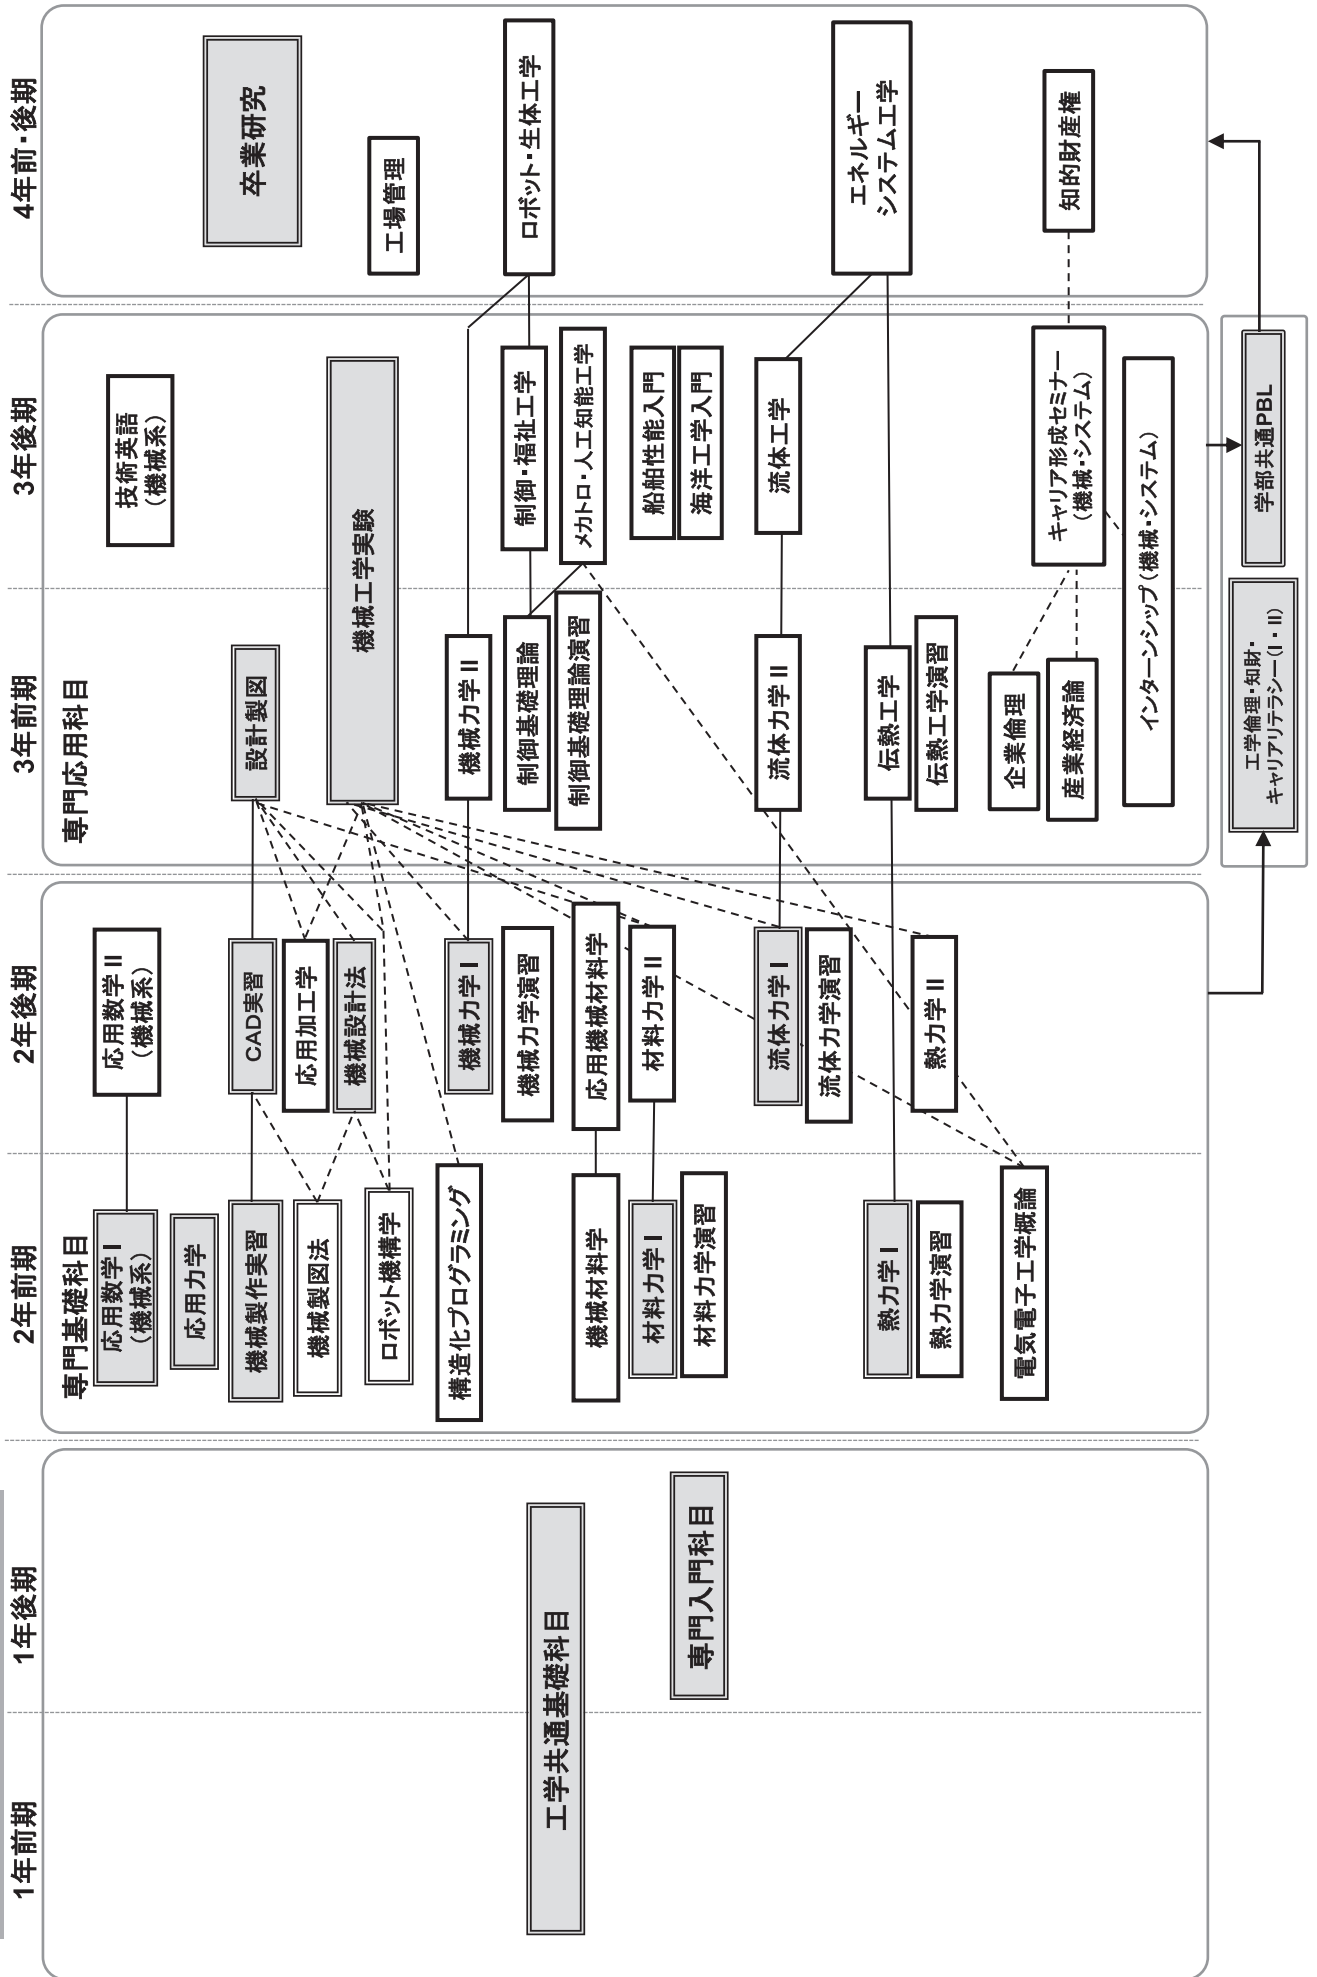 1年前期
1年後期
2年前期
2年後期
3年前期
3年後期
4年前・後期
工学共通基礎科目
専門入門科目
専門基礎科目
応用数学Ⅰ
（機械系）
応用力学
機械製作実習
機械製図法
ロボット機構学
構造化プログラミング
機械材料学
材料力学Ⅰ
材料力学演習
熱力学Ⅰ
熱力学演習
電気電子工学概論
応用数学Ⅱ
（機械系）
CAD実習
応用加工学
機械設計法
機械力学Ⅰ
機械力学演習
応用機械材料学
材料力学Ⅱ
流体力学Ⅰ
流体力学演習
熱力学Ⅱ
専門応用科目
設計製図
機械工学実験
機械力学Ⅱ
制御基礎理論
制御基礎理論演習
流体力学Ⅱ
伝熱工学
伝熱工学演習
企業倫理
産業経済論
インターンシップ（機械・システム）
技術英語
（機械系）
制御・福祉工学
メカトロ・人工知能工学
船舶性能入門
海洋工学入門
流体工学
キャリア形成セミナー
（機械・システム）
卒業研究
工場管理
ロボット・生体工学
エネルギー
システム工学
知的財産権
工学倫理・知財・
キャリアリテラシー（Ⅰ・Ⅱ）
学部共通PBL